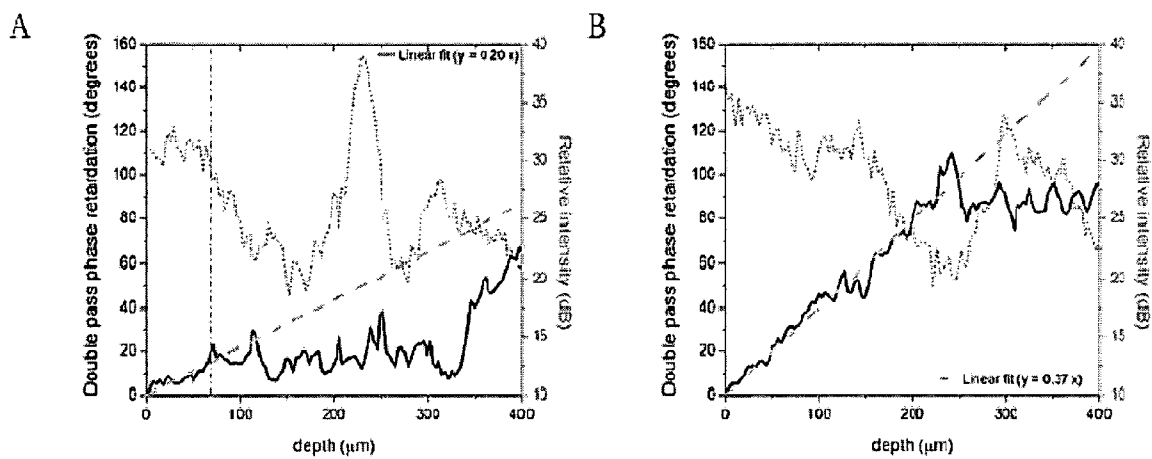 A
Double pass phase retardation (degrees)
160
140
120
100
80
60
40
20
0
Linear fit (y = 0.20 x)
40
35
30
25
20
15
10
Relative intensity (dB)
0 100 200 300 400
depth (μm)
B
Double pass phase retardation (degrees)
160
140
120
100
80
60
40
20
0
Linear fit (y = 0.37 x)
40
35
30
25
20
15
10
Relative intensity (dB)
0 100 200 300 400
depth (μm)